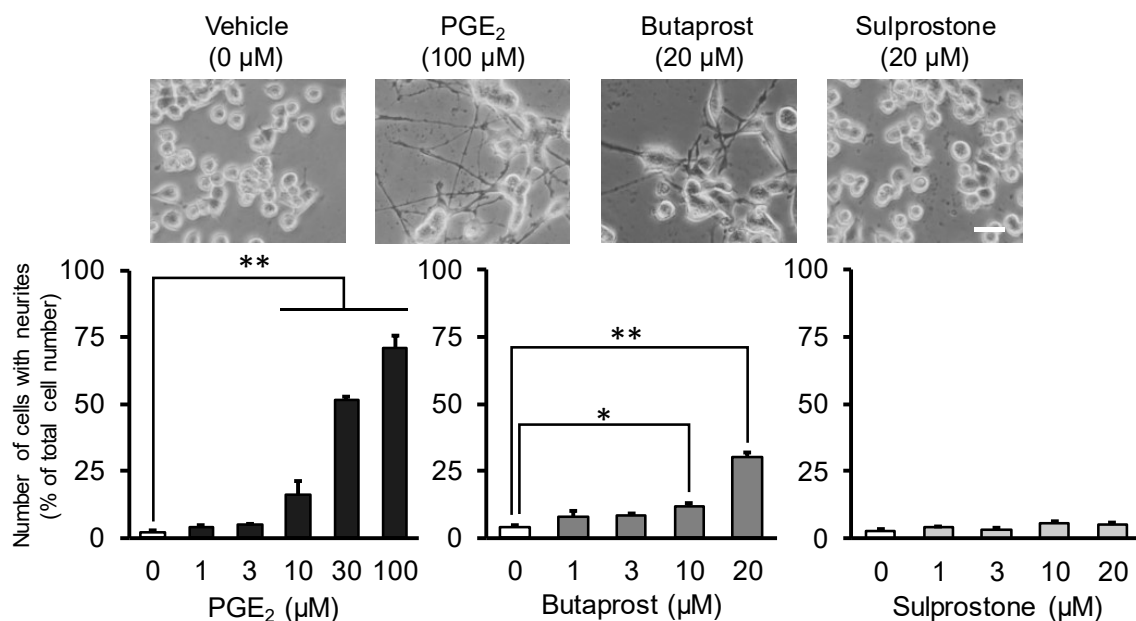 Vehicle
(0 µM)
PGE₂
(100 µM)
Butaprost
(20 µM)
Sulprostone
(20 µM)
Number of cells with neurites
(% of total cell number)
100
75
50
25
0
**
0 1 3 10 30 100
PGE₂ (µM)
100
75
50
25
0
**
*
0 1 3 10 20
Butaprost (µM)
100
75
50
25
0
0 1 3 10 20
Sulprostone (µM)